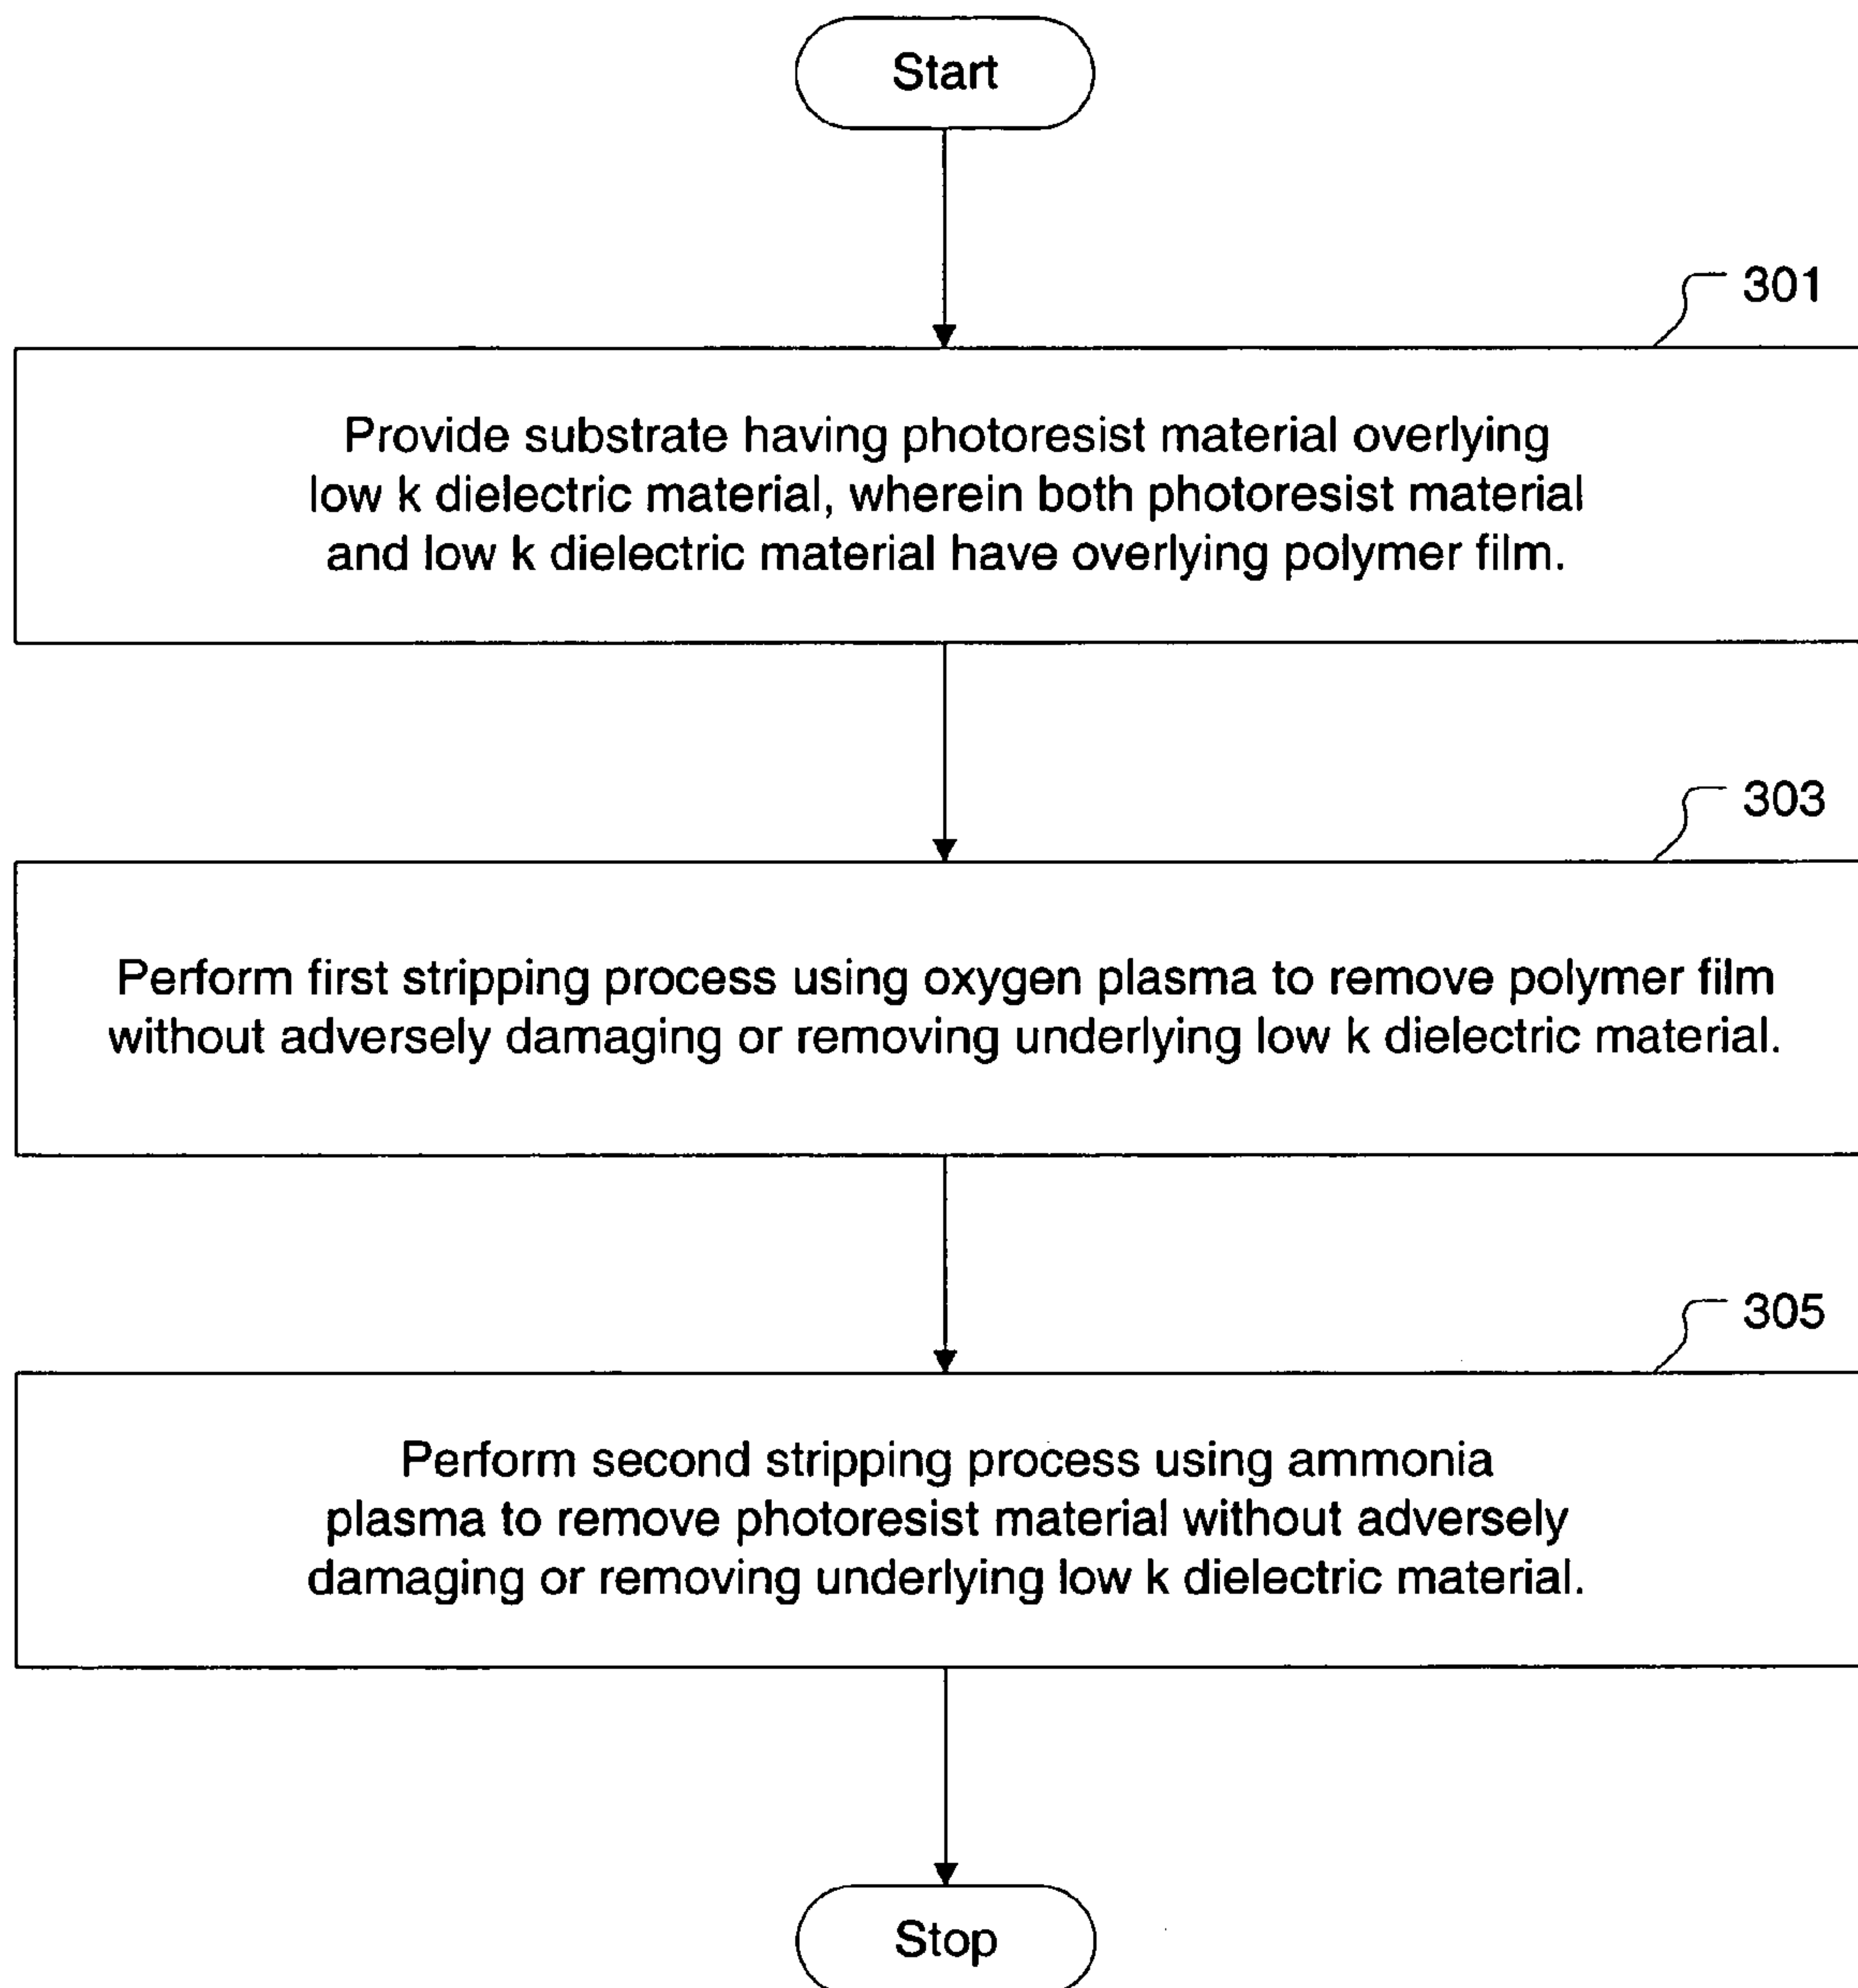 Start
301
Provide substrate having photoresist material overlying
low k dielectric material, wherein both photoresist material
and low k dielectric material have overlying polymer film.
303
Perform first stripping process using oxygen plasma to remove polymer film
without adversely damaging or removing underlying low k dielectric material.
305
Perform second stripping process using ammonia
plasma to remove photoresist material without adversely
damaging or removing underlying low k dielectric material.
Stop